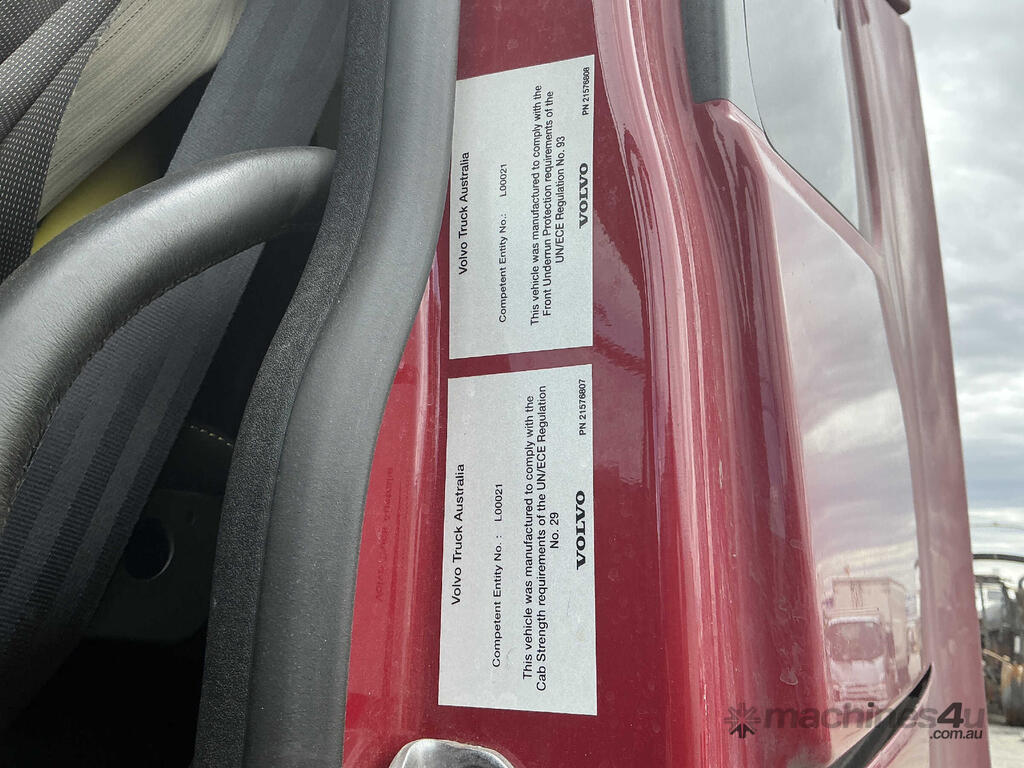 Volvo Truck Australia
Competent Entity No.: L00021
This vehicle was manufactured to comply with the
Front Underrun Protection requirements of the
UN/ECE Regulation No. 93
VOLVO
PN 21576808
Volvo Truck Australia
Competent Entity No. : L00021
This vehicle was manufactured to comply with the
Cab Strength requirements of the UN/ECE Regulation
No. 29
VOLVO
PN 21576807
machines4u
.com.au